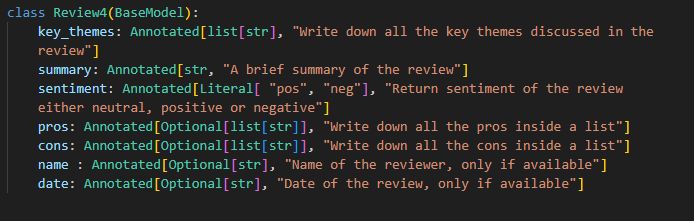 class Review4(BaseModel):
    key_themes: Annotated[list[str], "Write down all the key themes discussed in the
    review"]
    summary: Annotated[str, "A brief summary of the review"]
    sentiment: Annotated[Literal[ "pos", "neg"], "Return sentiment of the review
    either neutral, positive or negative"]
    pros: Annotated[Optional[list[str]], "Write down all the pros inside a list"]
    cons: Annotated[Optional[list[str]], "Write down all the cons inside a list"]
    name : Annotated[Optional[str], "Name of the reviewer, only if available"]
    date: Annotated[Optional[str], "Date of the review, only if available"]